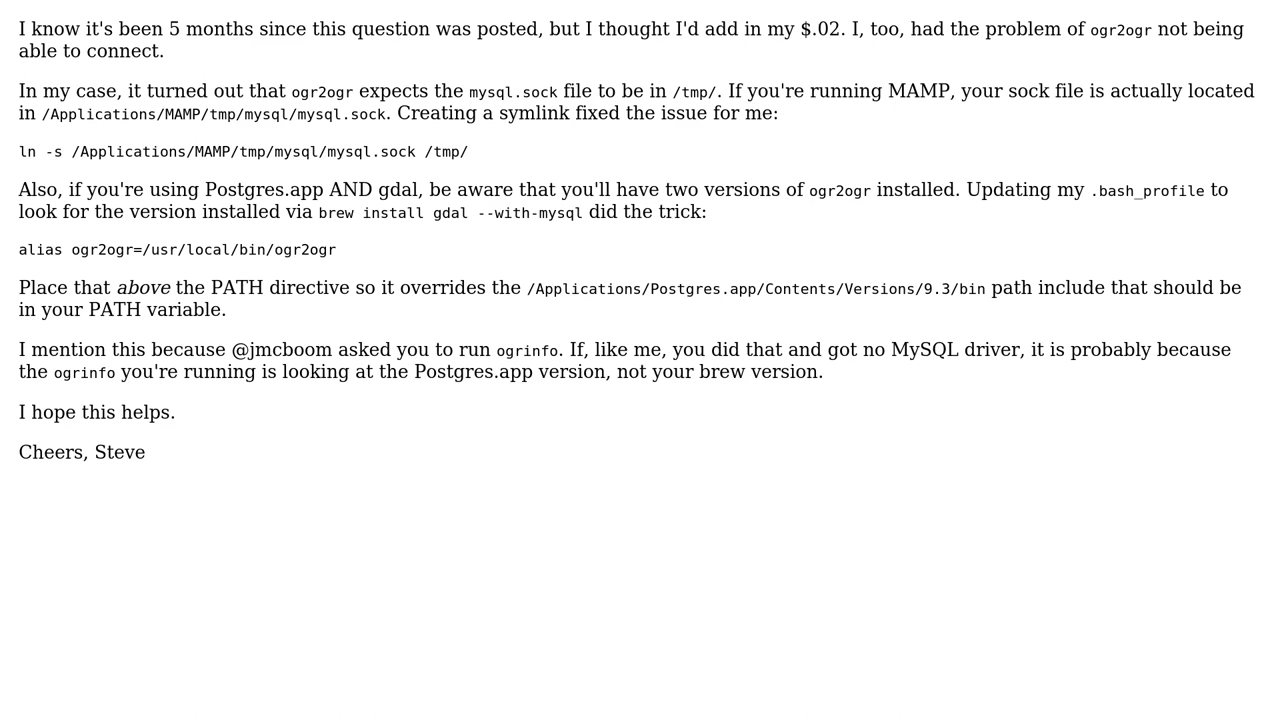 I know it's been 5 months since this question was posted, but I thought I'd add in my $.02. I, too, had the problem of ogr2ogr not being
able to connect.
In my case, it turned out that ogr2ogr expects the mysql.sock file to be in /tmp/. If you're running MAMP, your sock file is actually located
in /Applications/MAMP/tmp/mysql/mysql.sock. Creating a symlink fixed the issue for me:
ln -s /Applications/MAMP/tmp/mysql/mysql.sock /tmp/
Also, if you're using Postgres.app AND gdal, be aware that you'll have two versions of ogr2ogr installed. Updating my .bash_profile to
look for the version installed via brew install gdal --with-mysql did the trick:
alias ogr2ogr=/usr/local/bin/ogr2ogr
Place that above the PATH directive so it overrides the /Applications/Postgres.app/Contents/Versions/9.3/bin path include that should be
in your PATH variable.
I mention this because @jmcboom asked you to run ogrinfo. If, like me, you did that and got no MySQL driver, it is probably because
the ogrinfo you're running is looking at the Postgres.app version, not your brew version.
I hope this helps.
Cheers, Steve